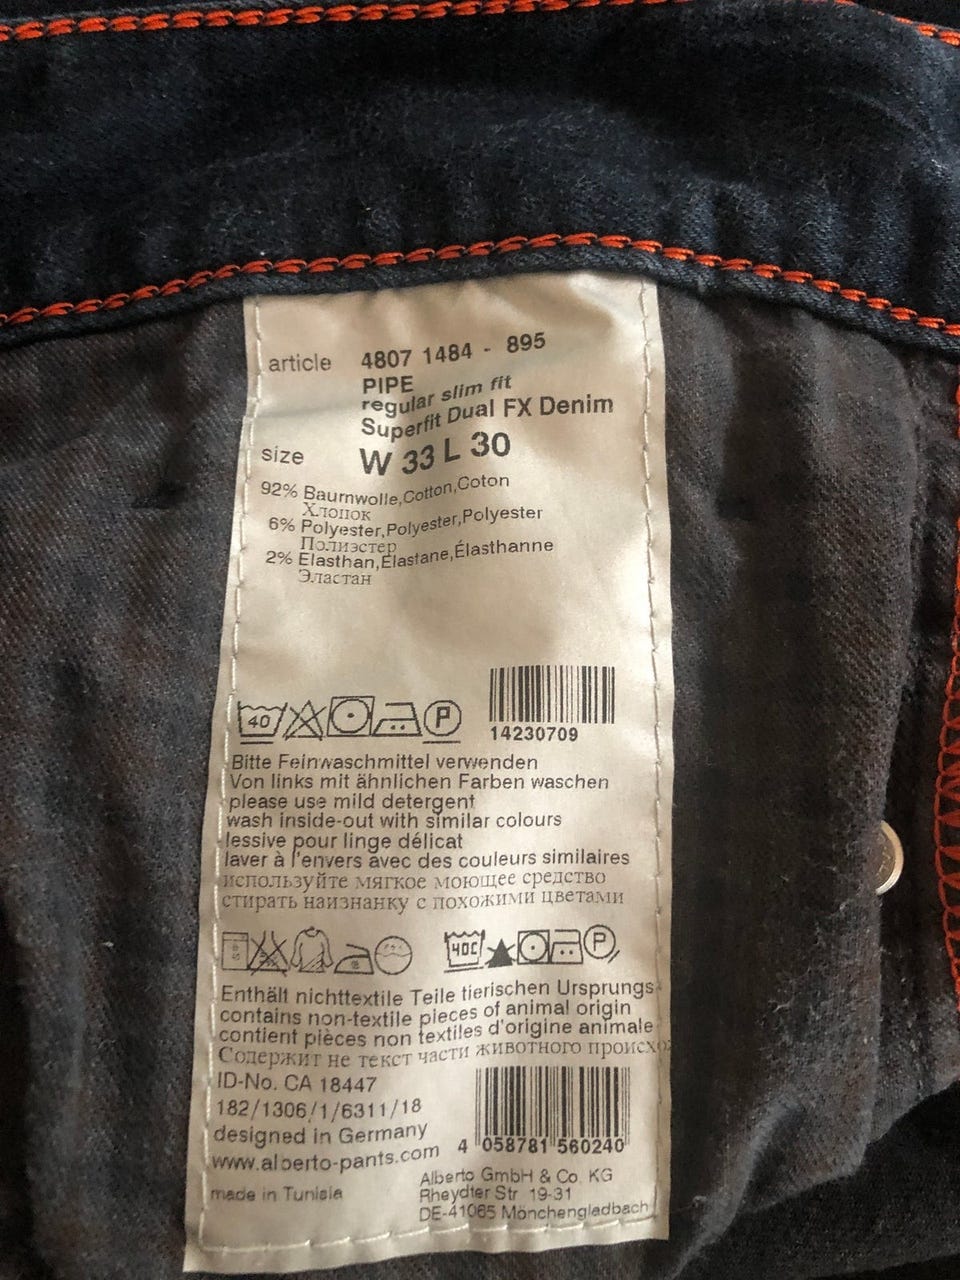 article 4807 1484 - 895
PIPE
regular slim fit
Superfit Dual FX Denim
size W 33 L 30
92% Baumwolle,Cotton,Coton
Хлопок
6% Polyester,Polyester,Polyester
Полиэстер
2% Elasthan,Elastane,Élasthanne
Эластан
40 P
14230709
Bitte Feinwaschmittel verwenden
Von links mit ähnlichen Farben waschen
please use mild detergent
wash inside-out with similar colours
lessive pour linge délicat
laver à l'envers avec des couleurs similaires
используйте мягкое моющее средство
стирать наизнанку с похожими цветами
40C P
Enthält nichttextile Teile tierischen Ursprungs
contains non-textile pieces of animal origin
contient pièces non textiles d'origine animale
Содержит не текст части животного происхо
ID-No. CA 18447
182/1306/1/6311/18
designed in Germany
www.alberto-pants.com
4 058781 560240
made in Tunisia
Alberto GmbH & Co. KG
Rheydter Str 19-31
DE-41065 Mönchengladbach